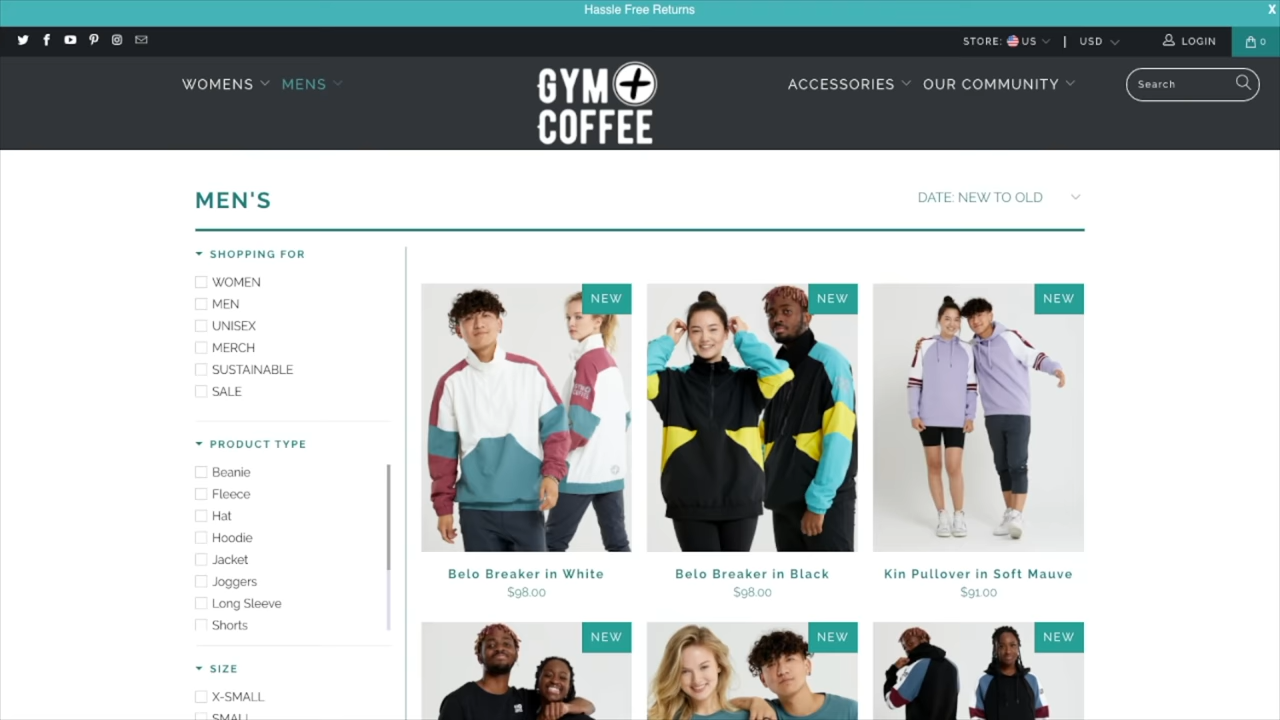 Hassle Free Returns
X
STORE: US | USD LOGIN 0
WOMENS MENS GYM + COFFEE ACCESSORIES OUR COMMUNITY Search
MEN'S
DATE: NEW TO OLD
SHOPPING FOR
WOMEN
MEN
UNISEX
MERCH
SUSTAINABLE
SALE
PRODUCT TYPE
Beanie
Fleece
Hat
Hoodie
Jacket
Joggers
Long Sleeve
Shorts
SIZE
X-SMALL
SMALL
NEW
NEW
NEW
Belo Breaker in White
$98.00
Belo Breaker in Black
$98.00
Kin Pullover in Soft Mauve
$91.00
NEW
NEW
NEW